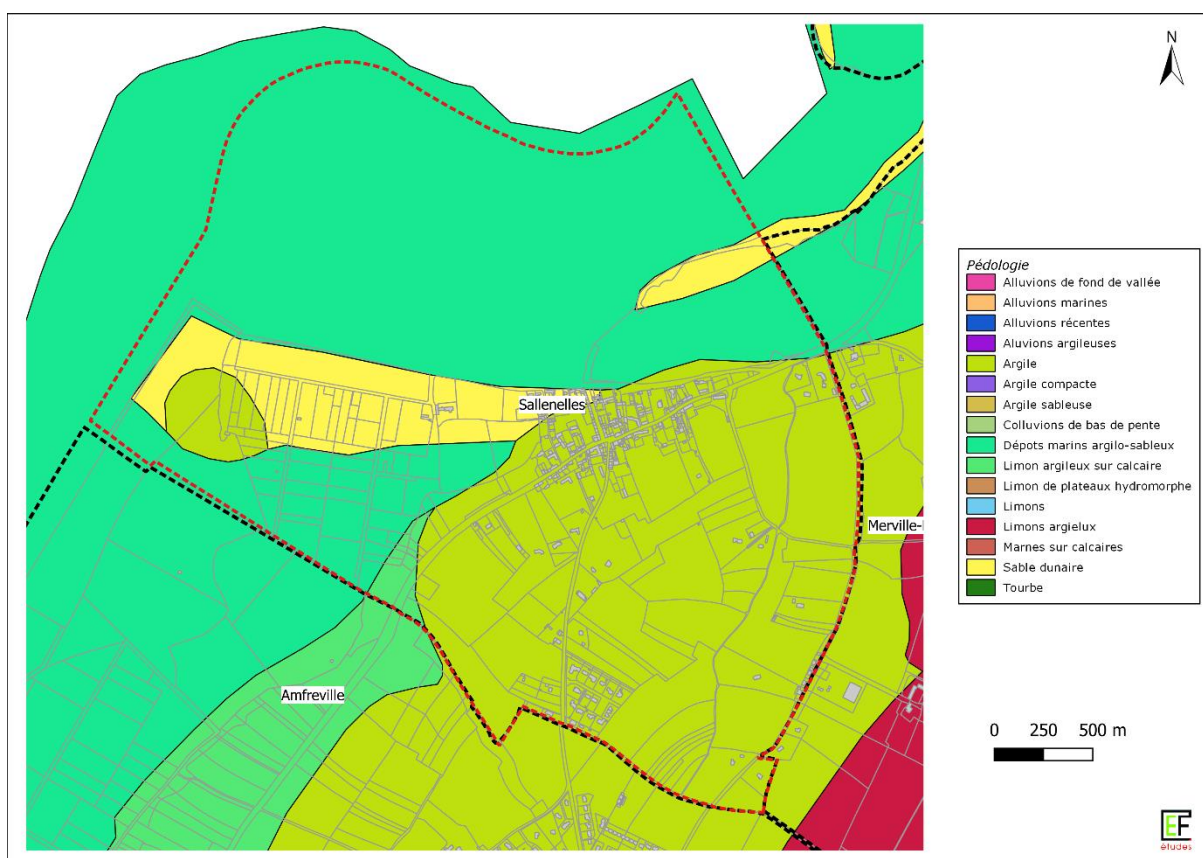 N
Sallenelles
Merville-
Amfreville
Pédologie
Alluvions de fond de vallée
Alluvions marines
Alluvions récentes
Aluvions argileuses
Argile
Argile compacte
Argile sableuse
Colluvions de bas de pente
Dépots marins argilo-sableux
Limon argileux sur calcaire
Limon de plateaux hydromorphe
Limons
Limons argielux
Marnes sur calcaires
Sable dunaire
Tourbe
0 250 500 m
CEF
études